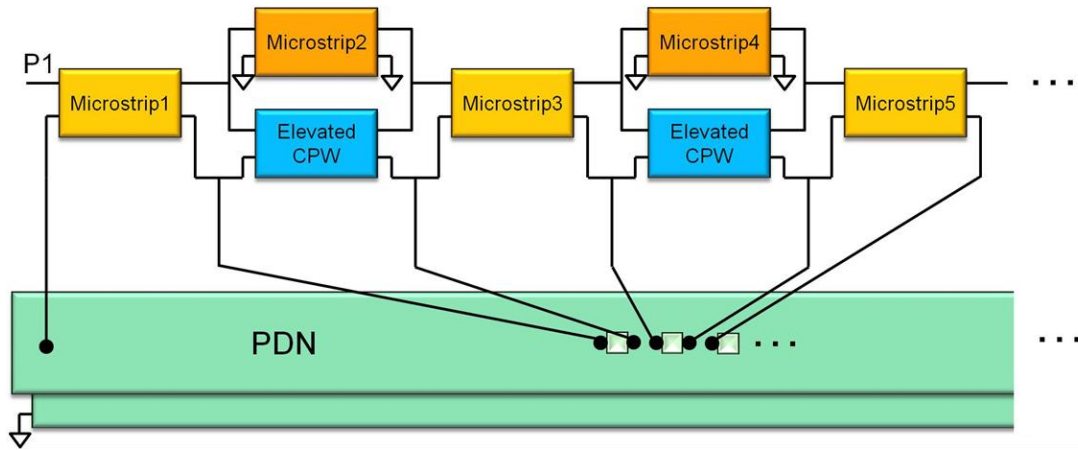 Microstrip2
Microstrip4
P1
Microstrip1
Microstrip3
Microstrip5
Elevated
CPW
Elevated
CPW
PDN